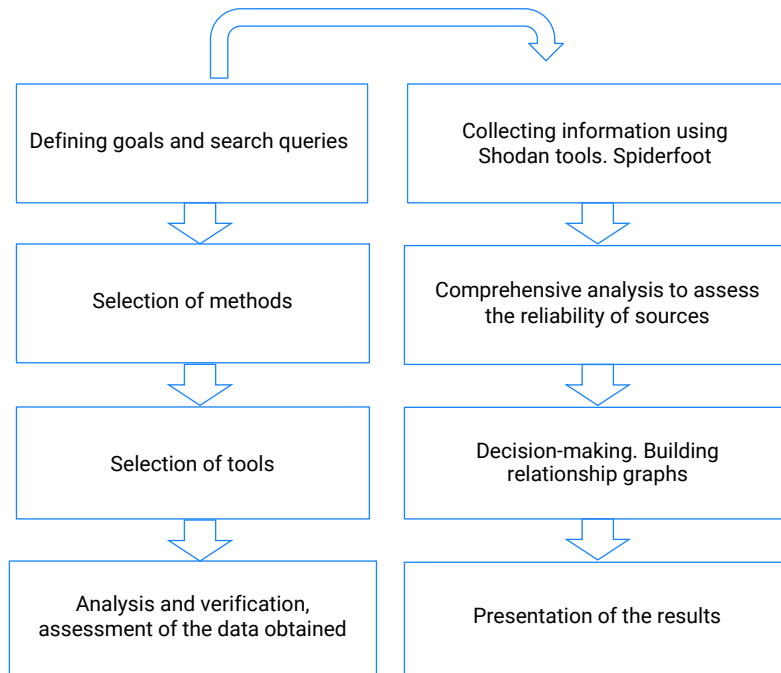 Defining goals and search queries
Selection of methods
Selection of tools
Analysis and verification,
assessment of the data obtained
Collecting information using
Shodan tools. Spiderfoot
Comprehensive analysis to assess
the reliability of sources
Decision-making. Building
relationship graphs
Presentation of the results